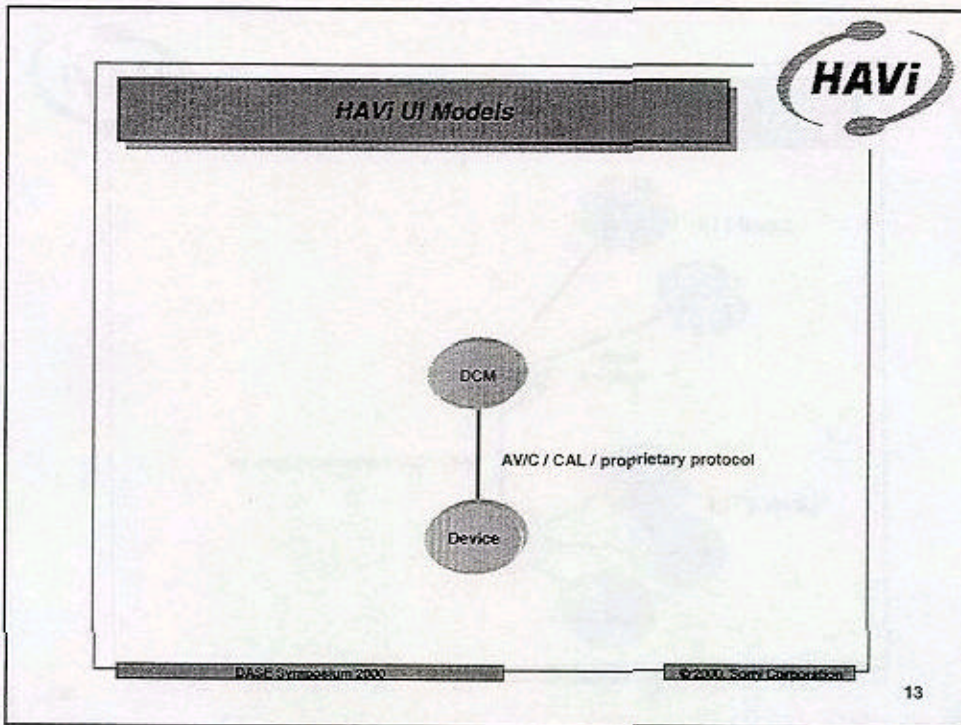 HAVi
HAVi UI Models
DCM
AV/C / CAL / proprietary protocol
Device
DASE Symposium 2000
© 2000, Sony Corporation
13